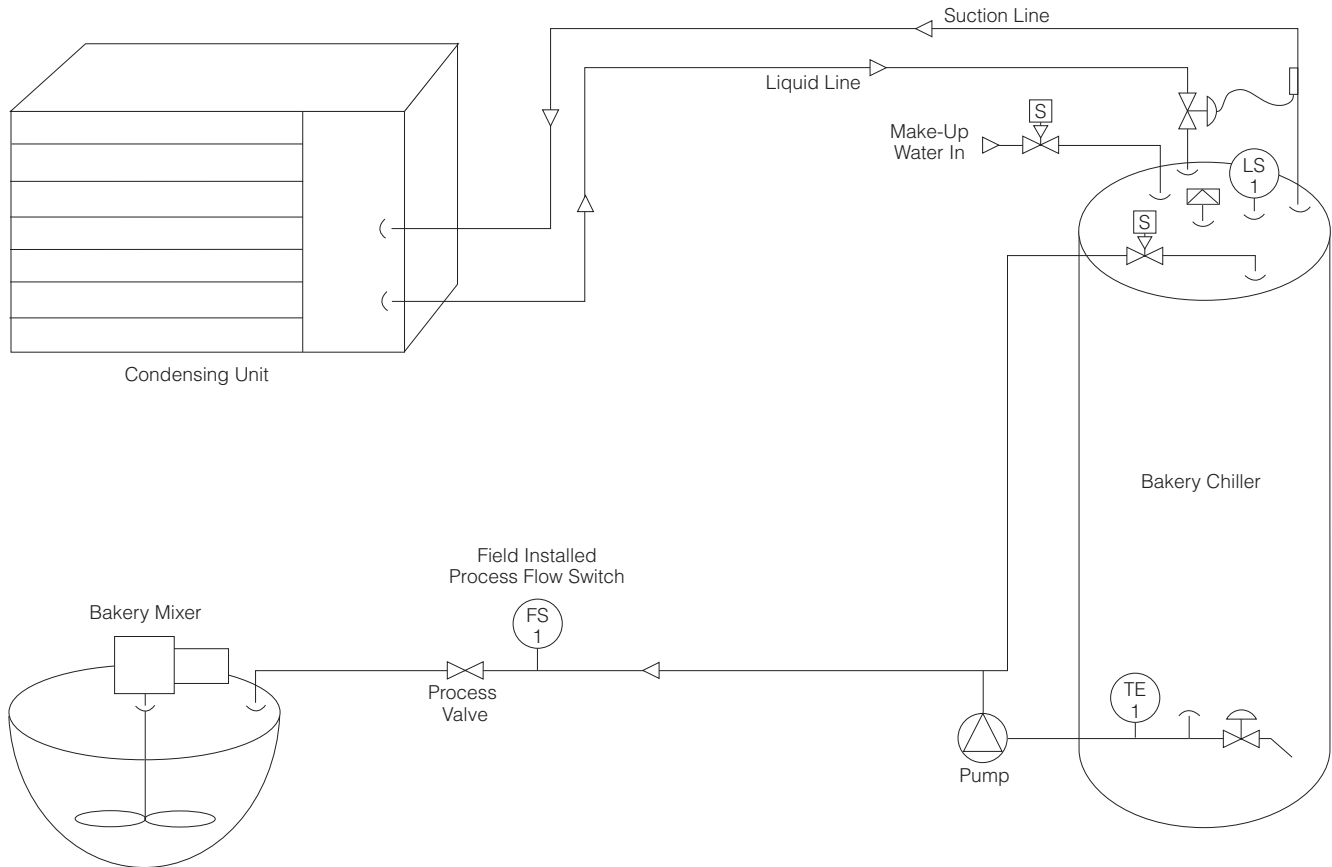 Suction Line
Liquid Line
S
Make-Up
Water In
LS
1
S
Condensing Unit
Bakery Chiller
Field Installed
Process Flow Switch
FS
1
Bakery Mixer
Process
Valve
TE
1
Pump